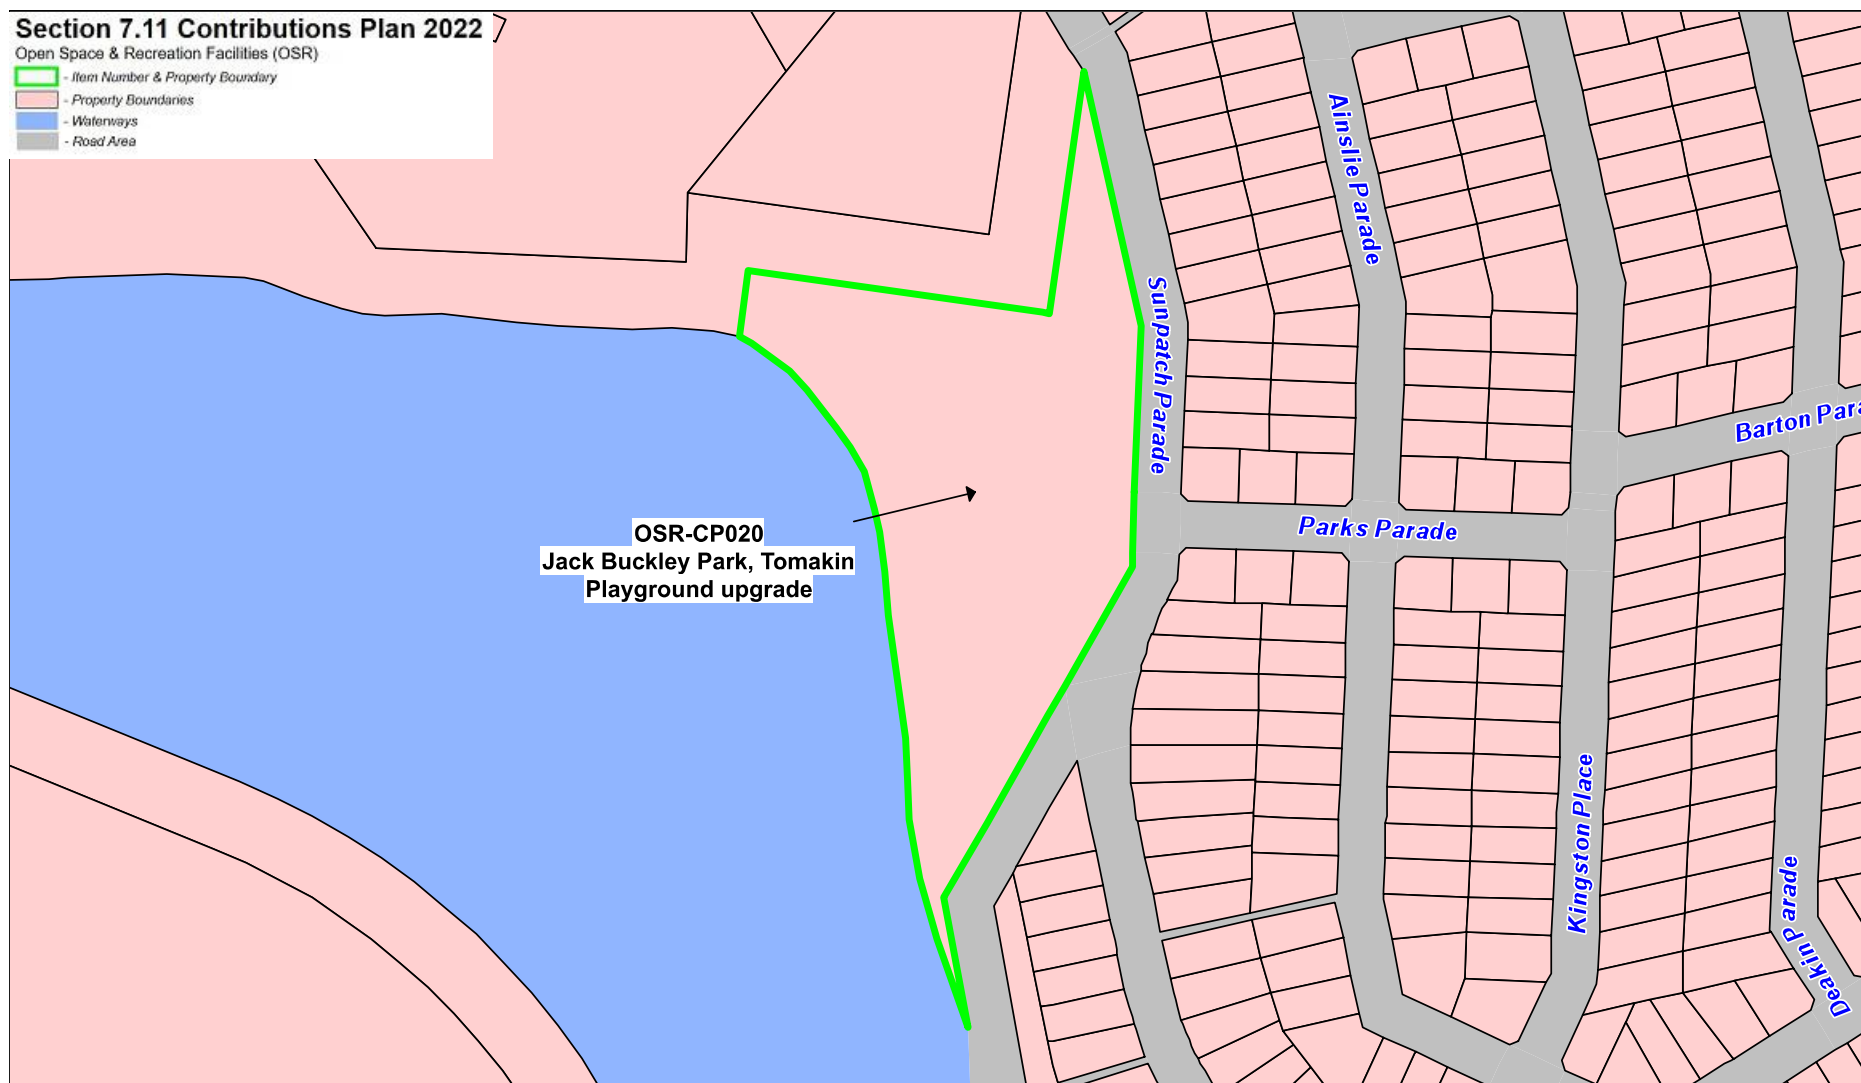 Section 7.11 Contributions Plan 2022
Open Space & Recreation Facilities (OSR)
- Item Number & Property Boundary
- Property Boundaries
- Waterways
- Road Area
Ainslie Parade
Sunpatch Parade
Barton Para
Parks Parade
OSR-CP020
Jack Buckley Park, Tomakin
Playground upgrade
Kingston Place
Deakin Parade